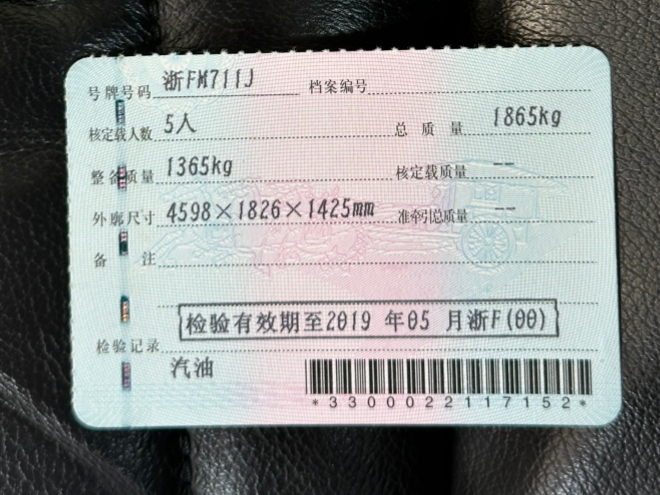 号牌号码 浙FM711J 档案编号
核定载人数 5人 总质量 1865kg
整备质量 1365kg 核定载质量 --
外廓尺寸 4598×1826×1425mm 准牵引总质量 --
备注
检验有效期至2019 年05 月浙F(00)
检验记录
汽油
*3300022117152*